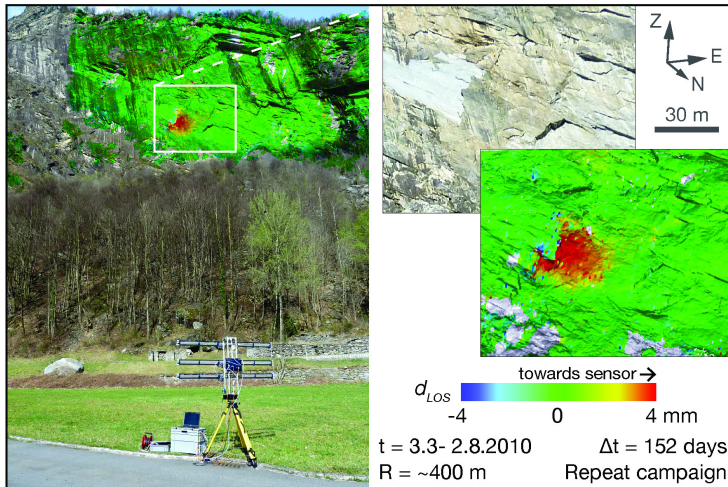 Z
E
N
30 m
towards sensor→
d_LOS
-4 0 4 mm
t = 3.3- 2.8.2010 Δt = 152 days
R = ~400 m Repeat campaign